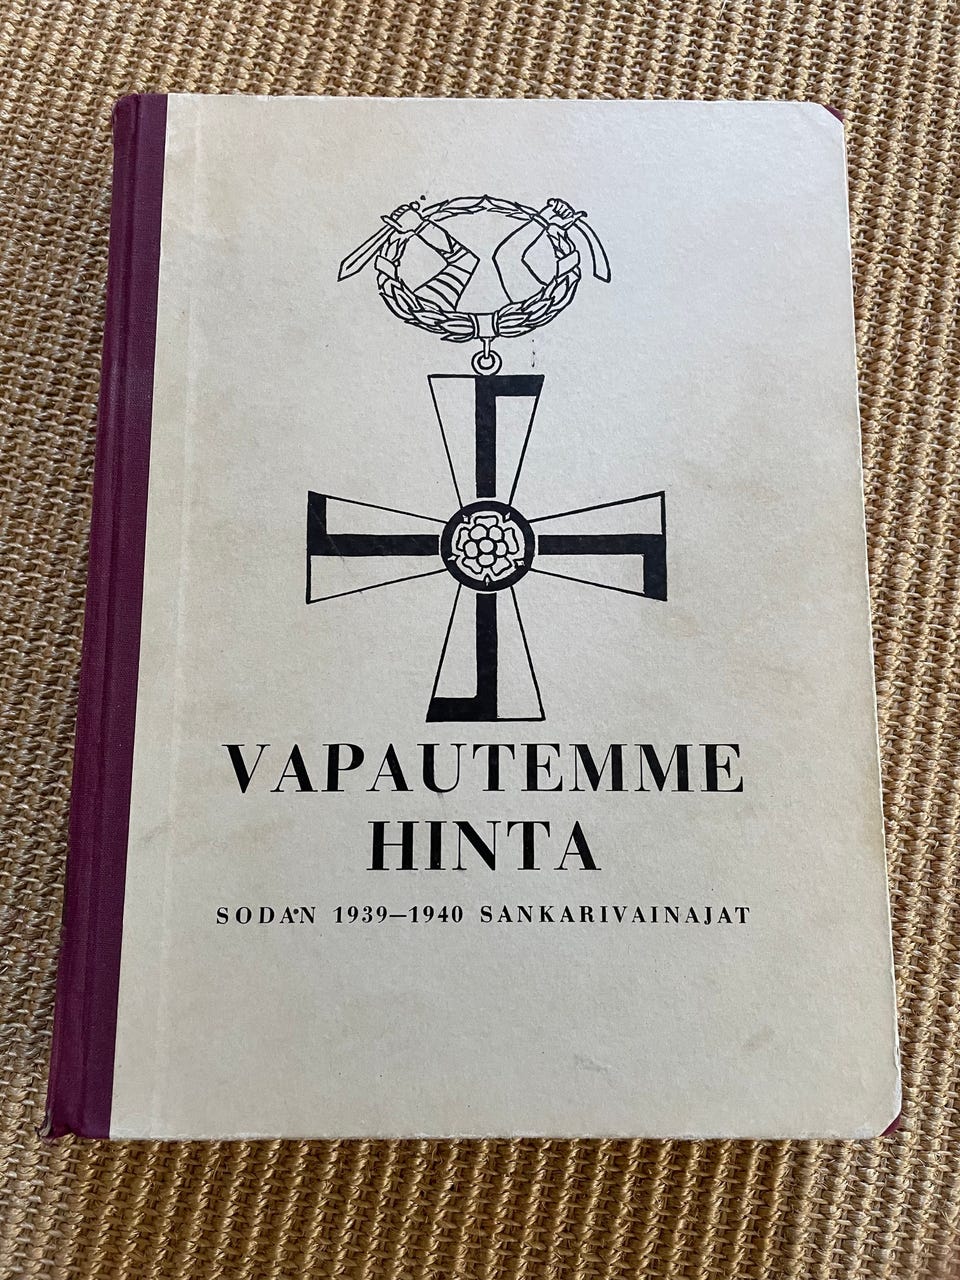 VAPAUTEMME
HINTA
SODAN 1939–1940 SANKARIVAINAJAT